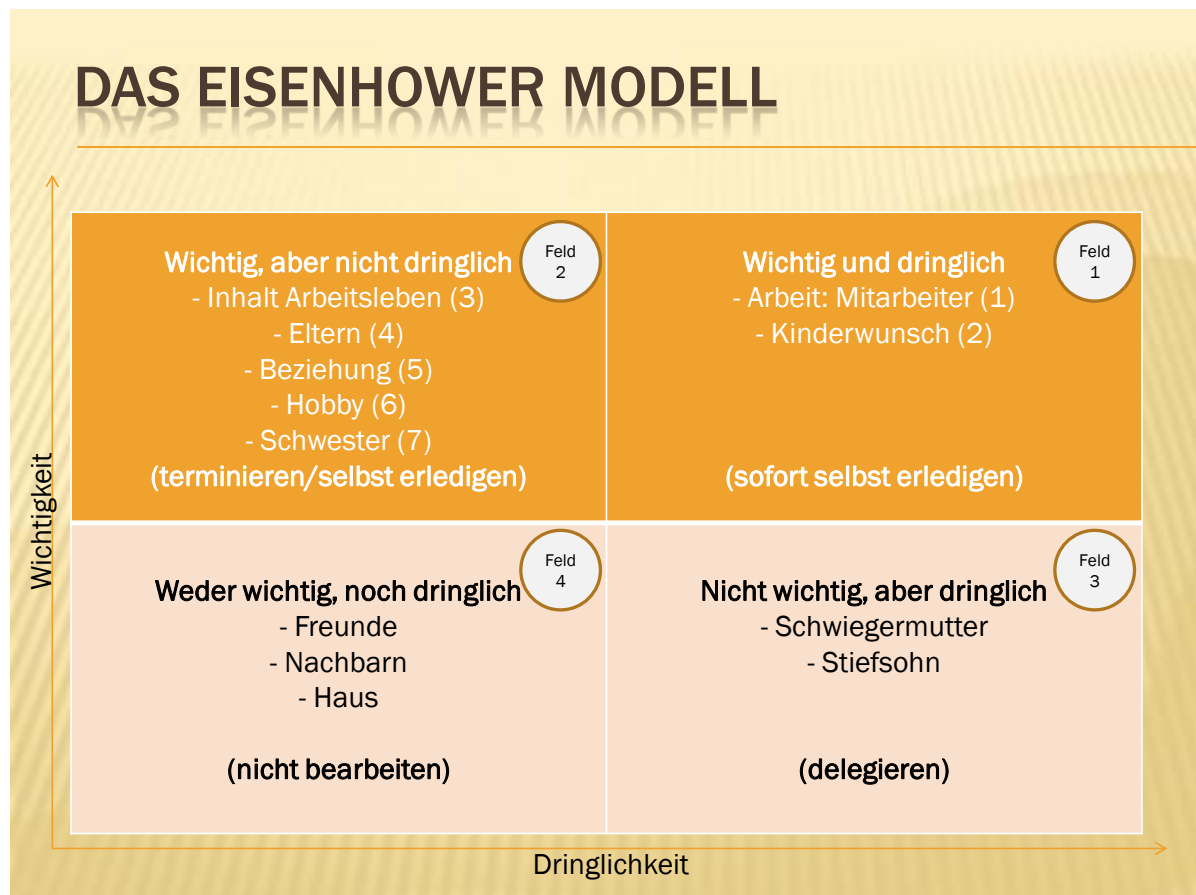 DAS EISENHOWER MODELL
Wichtig, aber nicht dringlich
- Inhalt Arbeitsleben (3)
- Eltern (4)
- Beziehung (5)
- Hobby (6)
- Schwester (7)
(terminieren/selbst erledigen)
Feld
2
Wichtig und dringlich
- Arbeit: Mitarbeiter (1)
- Kinderwunsch (2)
(sofort selbst erledigen)
Feld
1
Weder wichtig, noch dringlich
- Freunde
- Nachbarn
- Haus
(nicht bearbeiten)
Feld
4
Nicht wichtig, aber dringlich
- Schwiegermutter
- Stiefsohn
(delegieren)
Feld
3
Wichtigkeit
Dringlichkeit